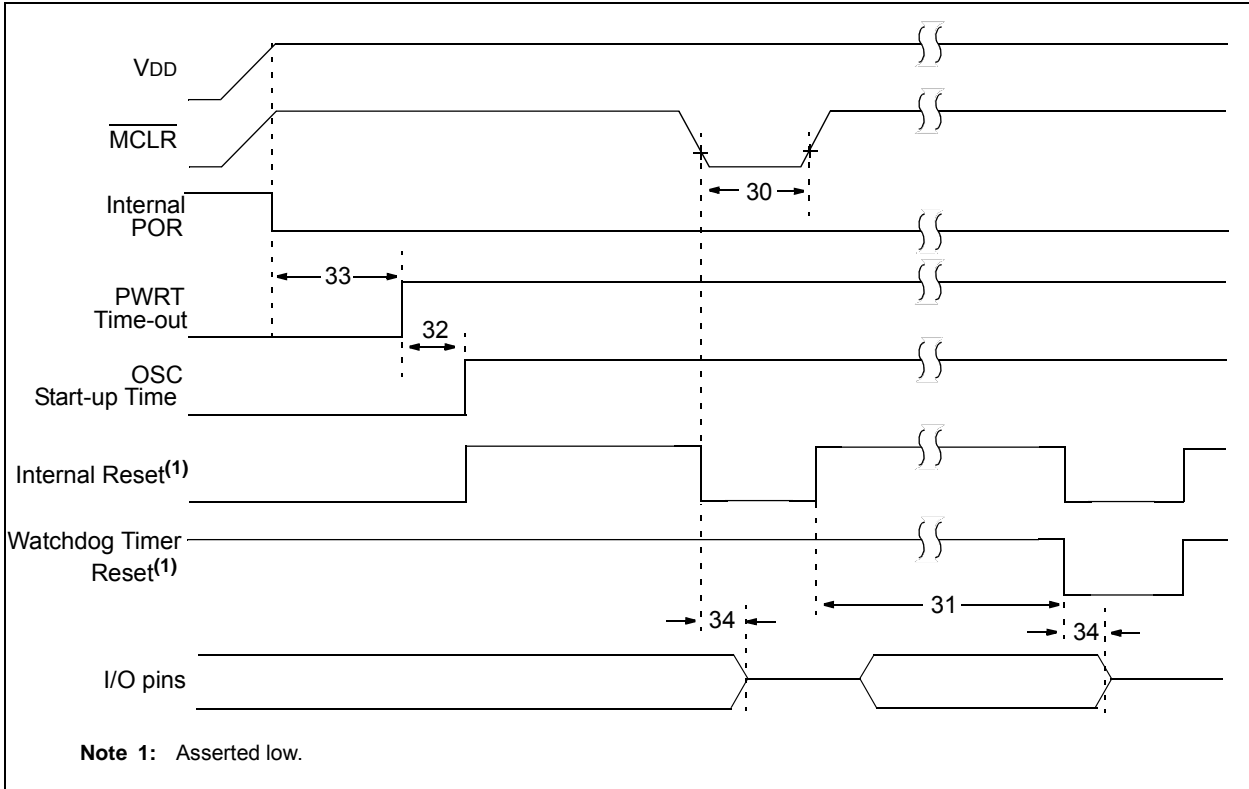 VDD
MCLR
30
Internal
POR
33
PWRT
Time-out
32
OSC
Start-up Time
Internal Reset(1)
Watchdog Timer
Reset(1)
31
34
34
I/O pins
Note 1: Asserted low.